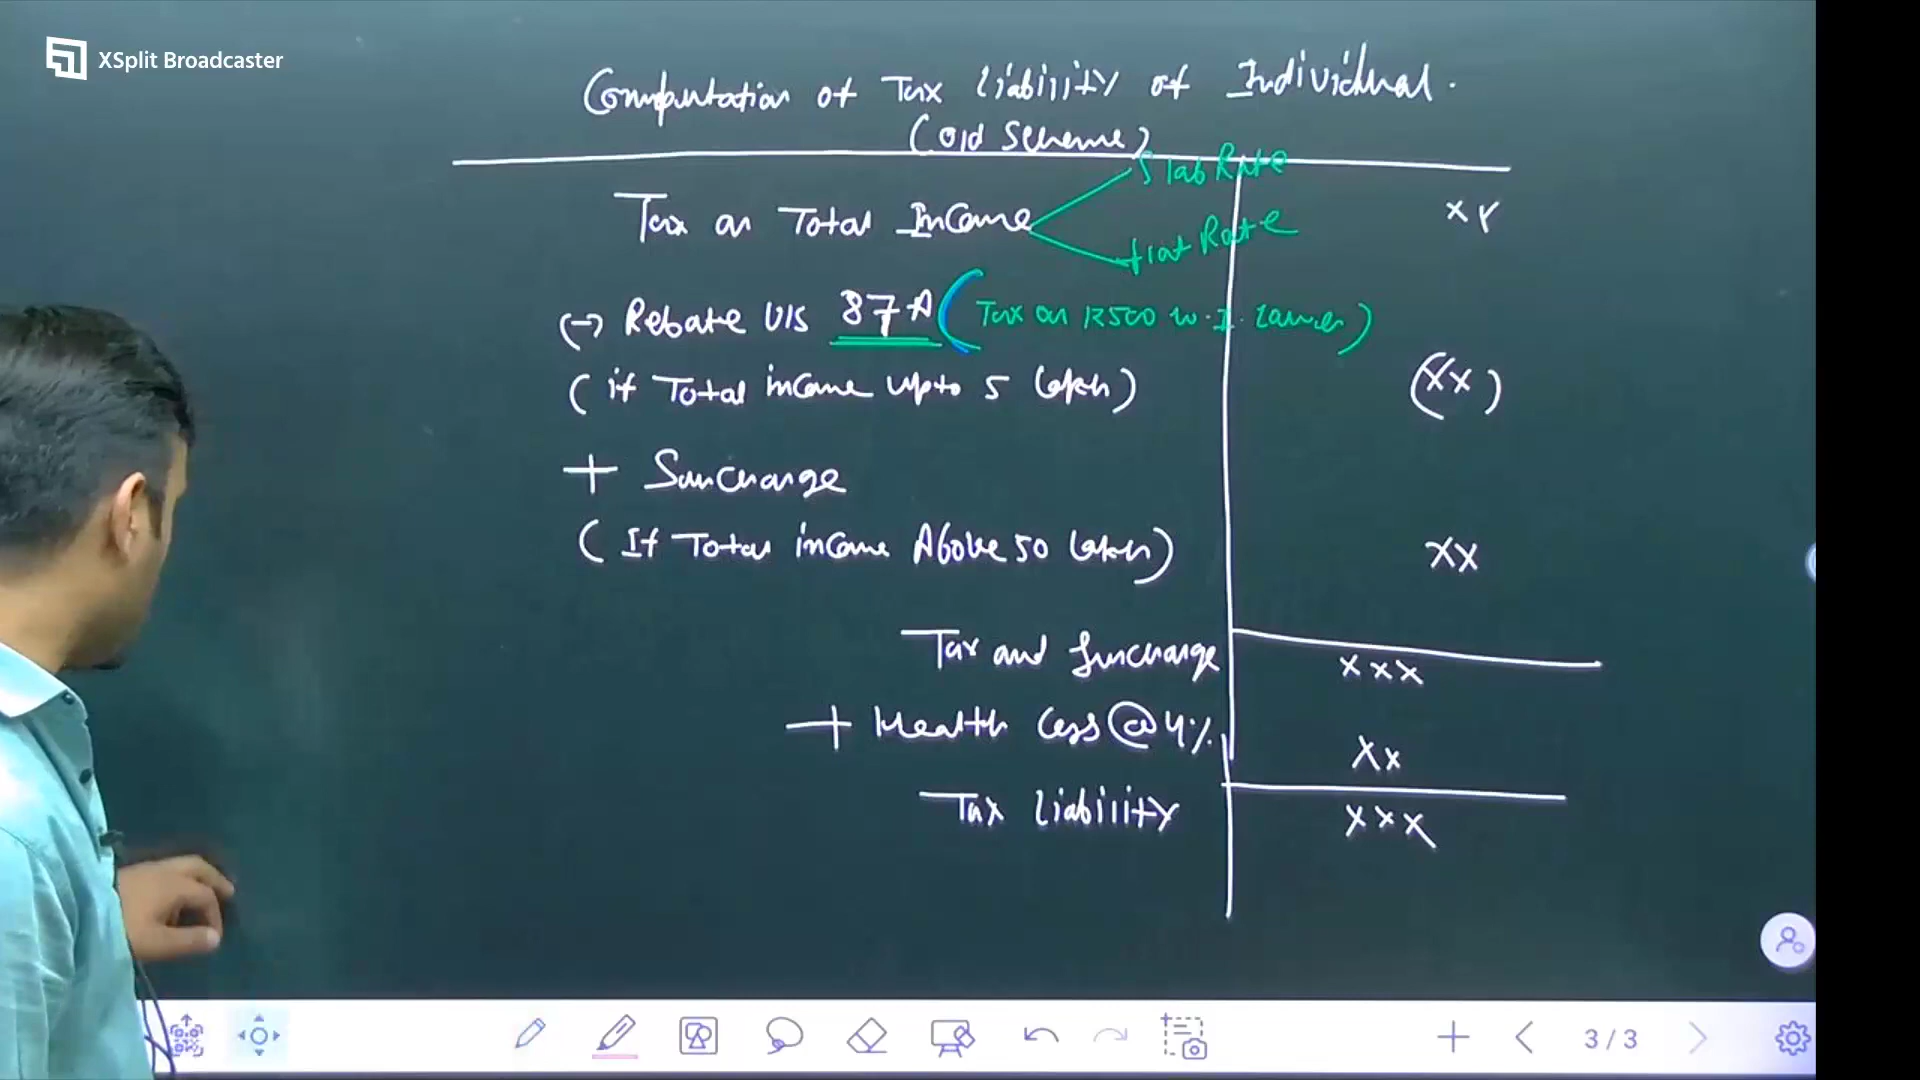 XSplit Broadcaster
Computation of Tax liability of Individual.
(old scheme)
Tax on Total Income xx
Slab Rate
flat Rate
(-) Rebate U/S 87A (Tax or 12500 w.I. lower)
(if Total income upto 5 lakh) (xx)
+ Surcharge
(If Total income Above 50 lakh) xx
Tax and Surcharge xxx
+ Health Cess @ 4% xx
Tax liability xxx
3/3